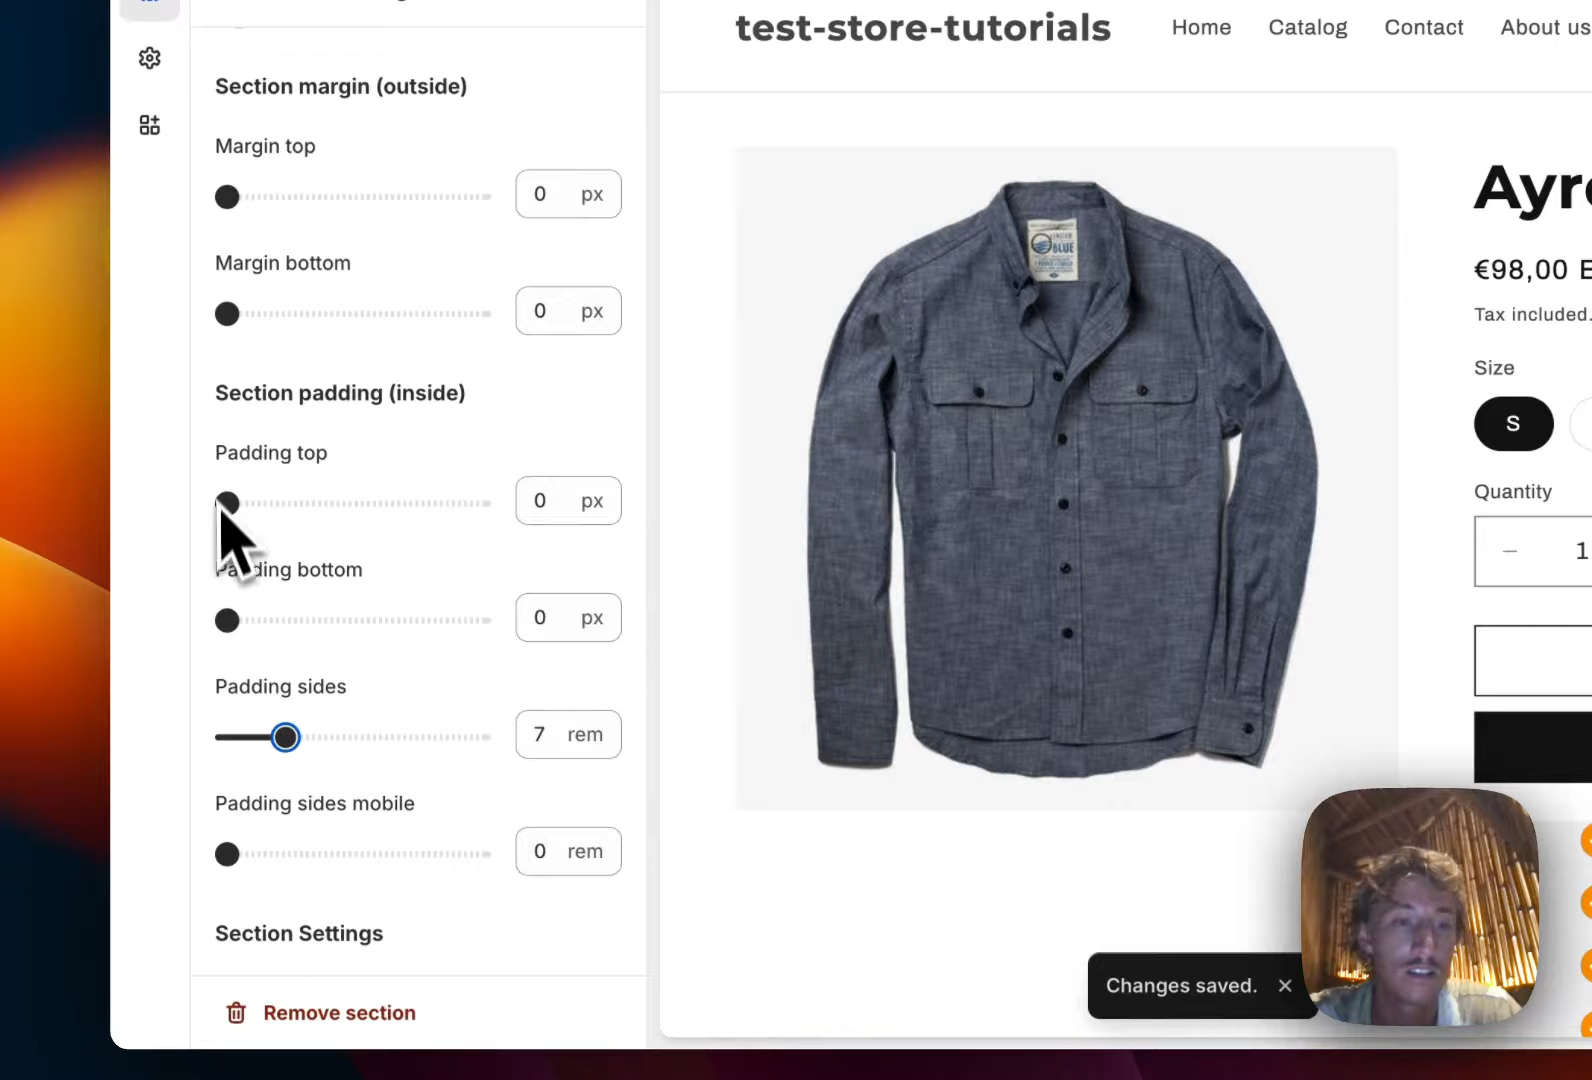 test-store-tutorials
Home Catalog Contact About us
Section margin (outside)
Margin top
0 px
Margin bottom
0 px
Section padding (inside)
Padding top
0 px
Padding bottom
0 px
Padding sides
7 rem
Padding sides mobile
0 rem
Section Settings
Remove section
BLUE
Ayr
€98,00 E
Tax included.
Size
S
Quantity
1
Changes saved.